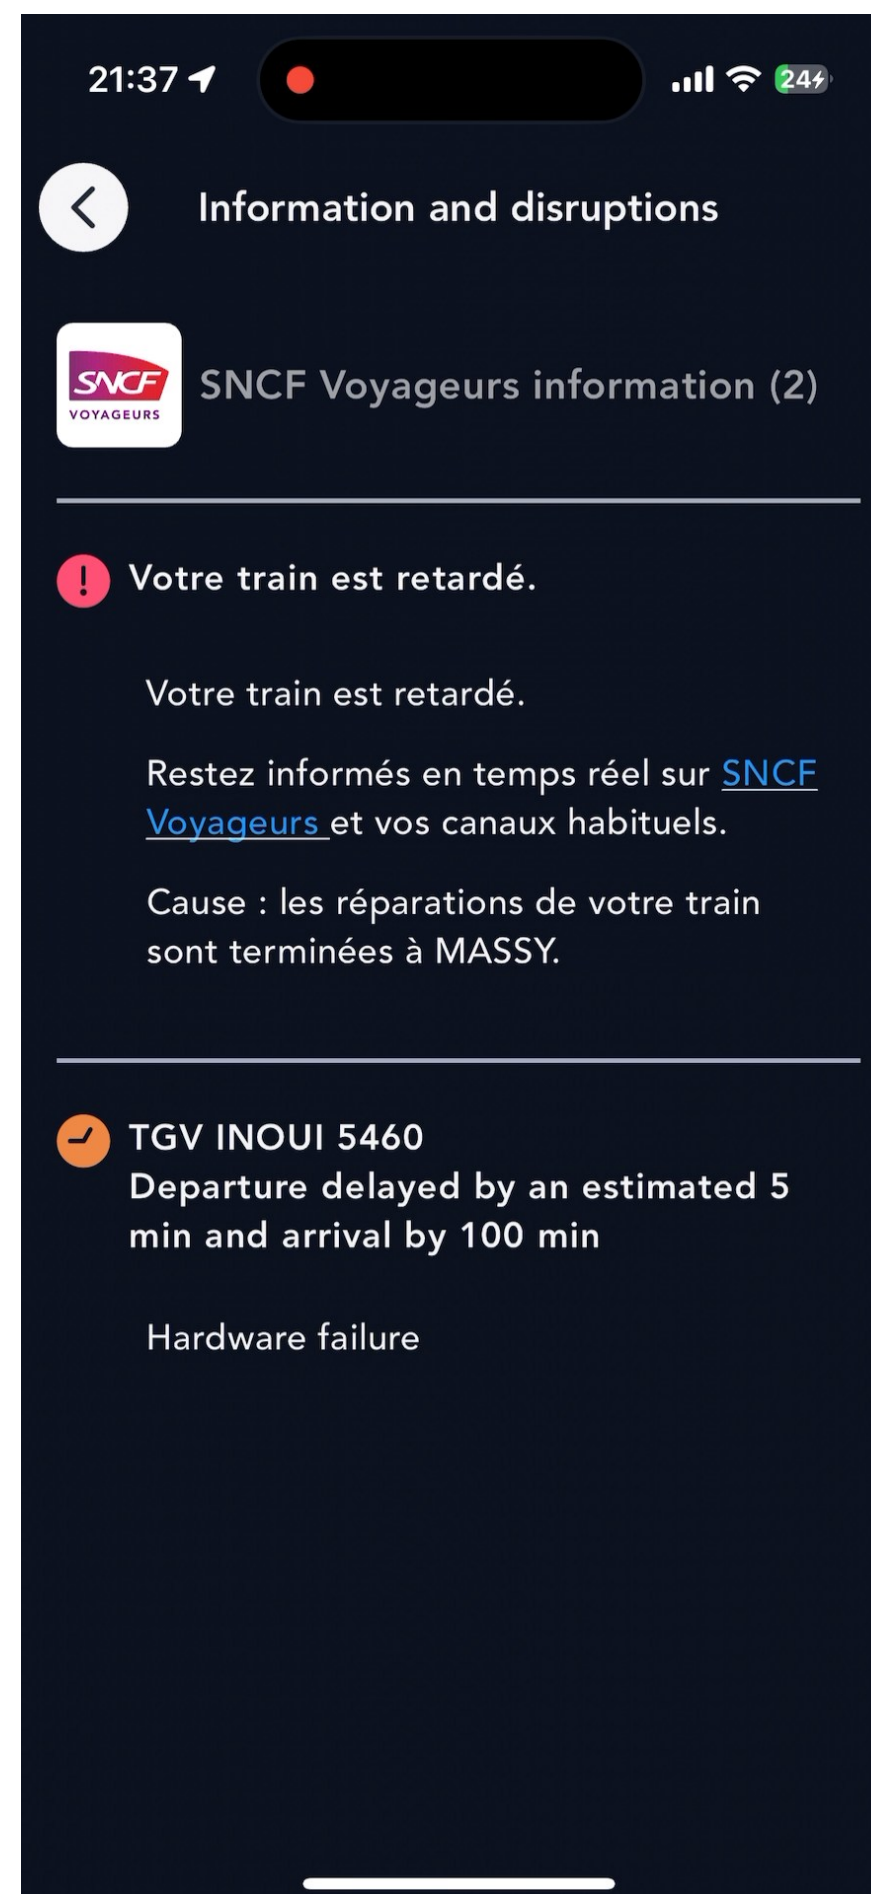 21:37
24
Information and disruptions
SNCF
VOYAGEURS
SNCF Voyageurs information (2)
! Votre train est retardé.
Votre train est retardé.
Restez informés en temps réel sur SNCF
Voyageurs et vos canaux habituels.
Cause : les réparations de votre train
sont terminées à MASSY.
TGV INOUI 5460
Departure delayed by an estimated 5
min and arrival by 100 min
Hardware failure